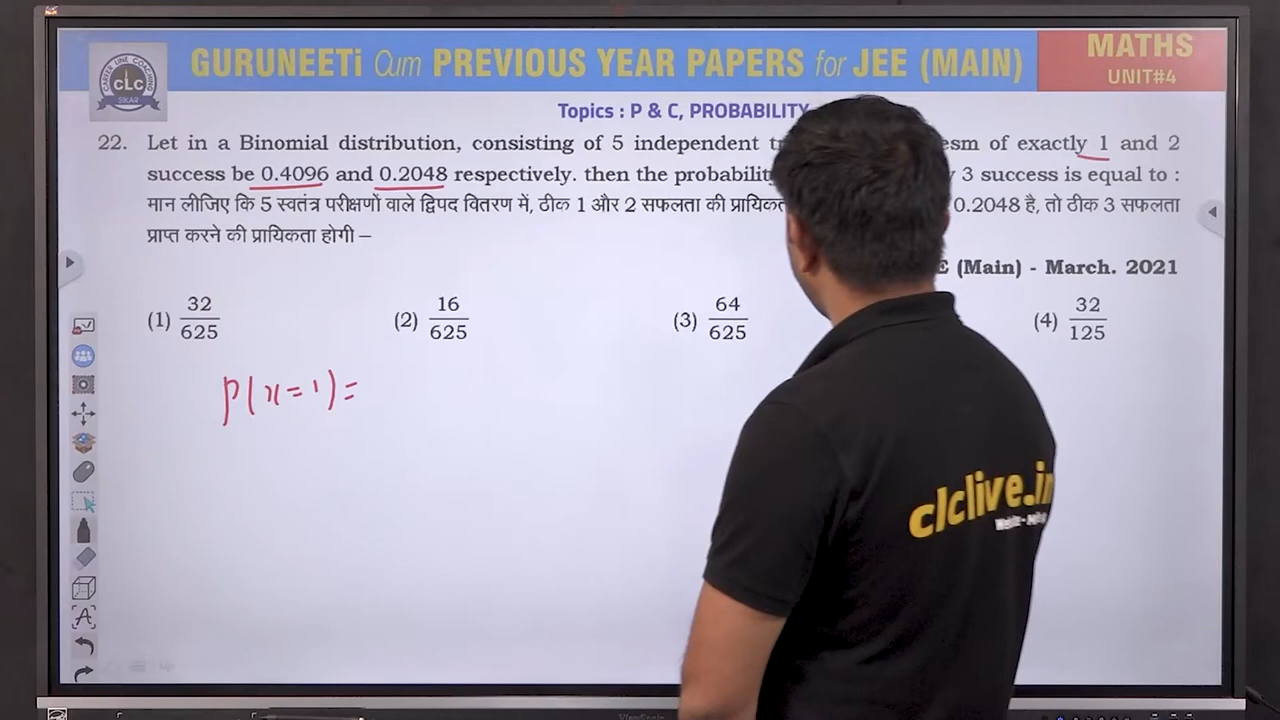 GURUNEETi Cum PREVIOUS YEAR PAPERS for JEE (MAIN)
MATHS
UNIT#4
CAREER LINE COACHING
CLC
SIKAR
Topics : P & C, PROBABILITY
22. Let in a Binomial distribution, consisting of 5 independent of exactly 1 and 2
success be 0.4096 and 0.2048 respectively. then the probability 3 success is equal to :
मान लीजिए कि 5 स्वतंत्र परीक्षणों वाले द्विपद वितरण में, ठीक 1 और 2 सफलता की 0.2048 है, तो ठीक 3 सफलता
प्राप्त करने की प्रायिकता होगी –
(Main) - March. 2021
(1) 32/625 (2) 16/625 (3) 64/625 (4) 32/125
P(x=1)=
clclive.in